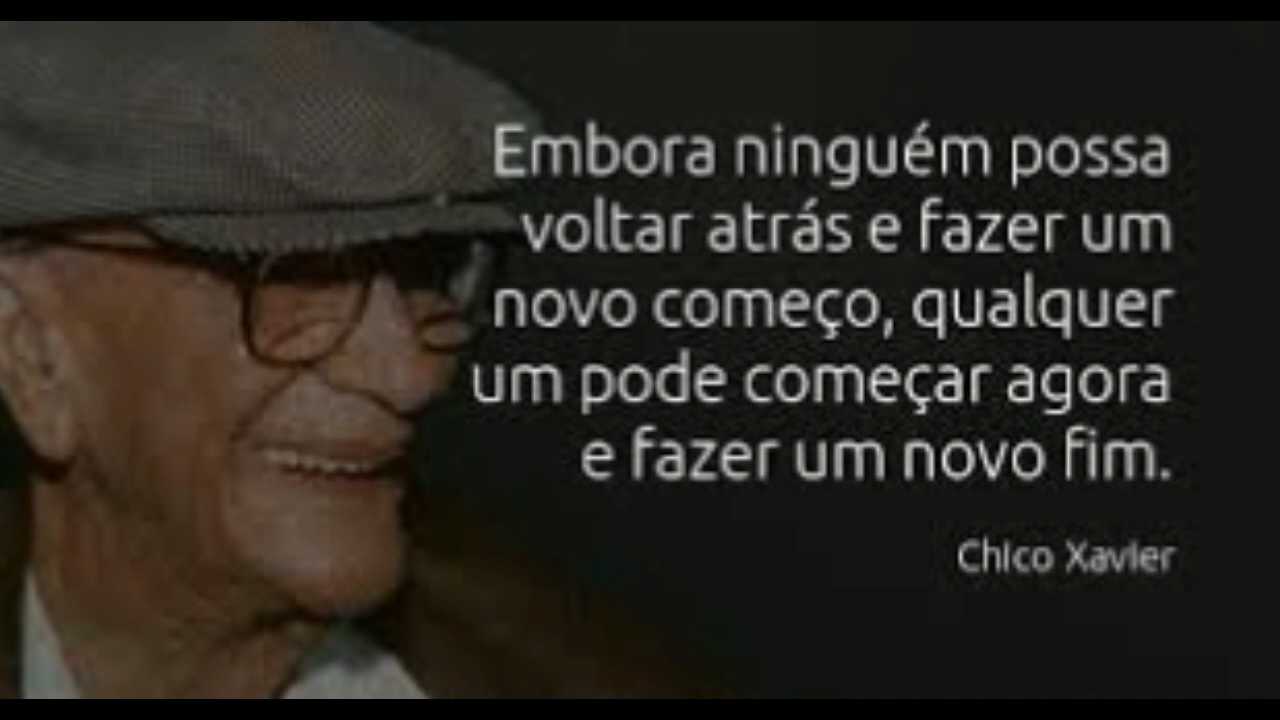 Embora ninguém possa
voltar atrás e fazer um
novo começo, qualquer
um pode começar agora
e fazer um novo fim.
Chico Xavier